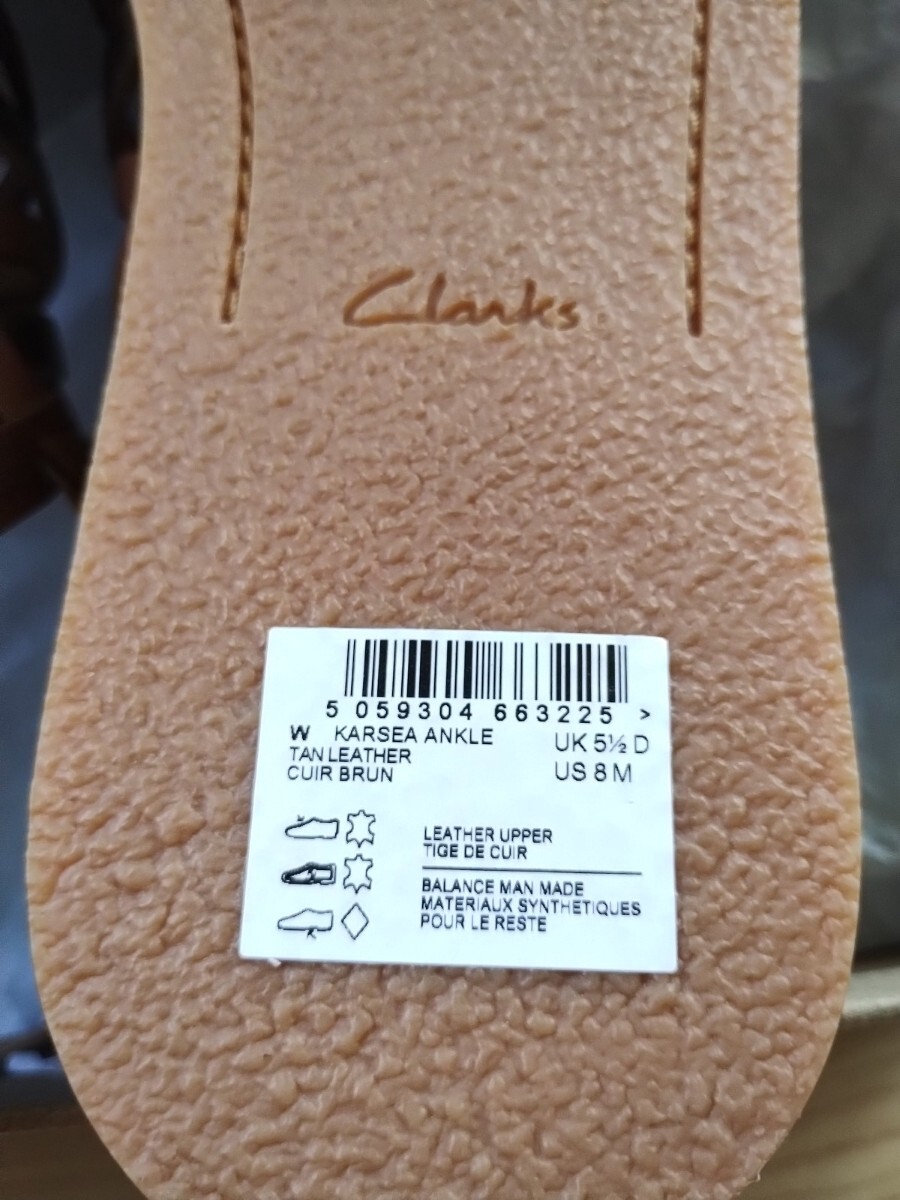 Clarks
5 059304 663225 >
W KARSEA ANKLE UK 5½ D
TAN LEATHER
CUIR BRUN US 8 M
LEATHER UPPER
TIGE DE CUIR
BALANCE MAN MADE
MATERIAUX SYNTHETIQUES
POUR LE RESTE